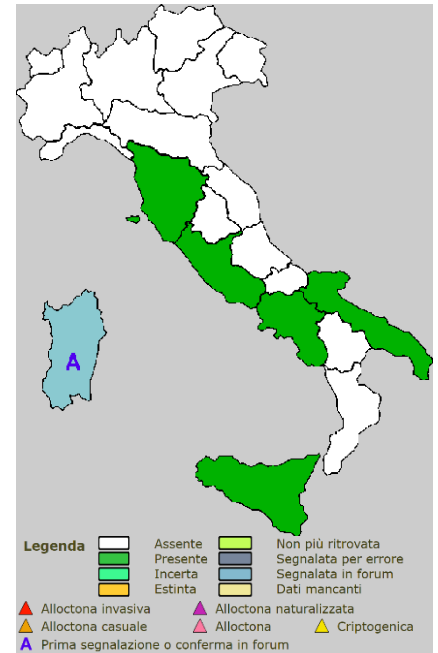 A
Legenda
Assente Non più ritrovata
Presente Segnalata per errore
Incerta Segnalata in forum
Estinta Dati mancanti
Alloctona invasiva Alloctona naturalizzata
Alloctona casuale Alloctona Criptogenica
A Prima segnalazione o conferma in forum